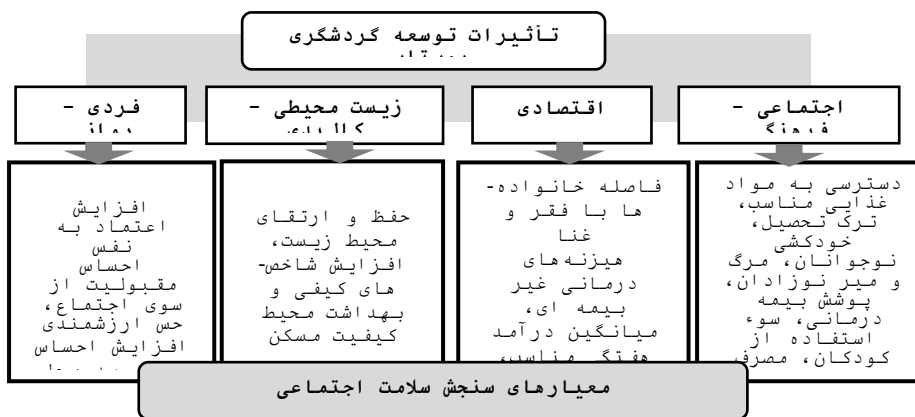 تأثیرات توسعه گردشگری
اجتماعی -
اقتصادی
زیست محیطی -
فردی -
دسترسی به مواد
غذایی مناسب،
ترک تحصیل،
خودکشی
نوجوانان، مرگ
و میر نوزادان،
پوشش بیمه
درمانی، سوء
استفاده از
کودکان، مصرف
فاصله خانواده-
ها با فقر و
غنا
هیزنه های
درمانی غیر
بیمه ای،
میانگین درآمد
هفتگی مناسب،
حفظ و ارتقای
محیط زیست،
افزایش شاخص-
های کیفی و
بهداشت محیط
کیفیت مسکن
افزایش
اعتماد به
نفس
احساس
مقبولیت از
سوی اجتماع،
حس ارزشمندی
افزایش احساس
معیارهای سنجش سلامت اجتماعی